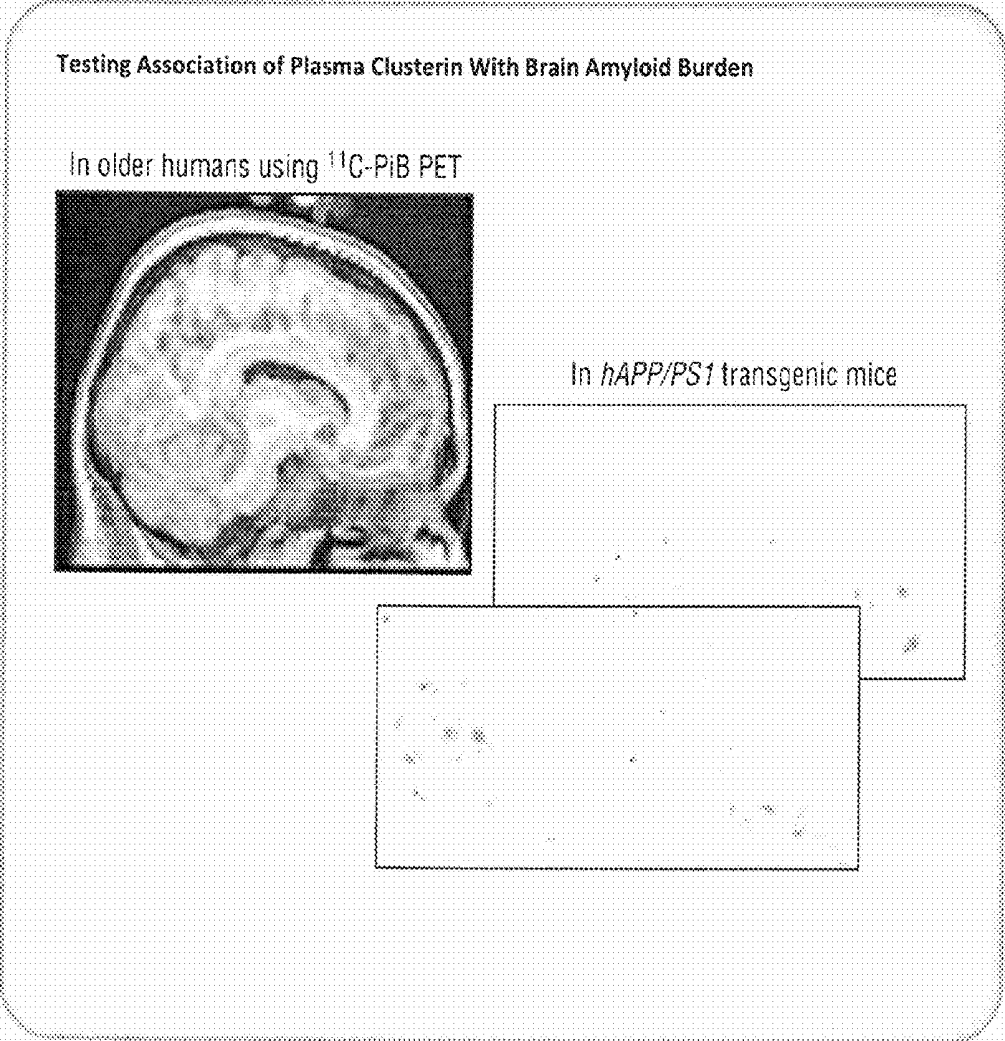 Testing Association of Plasma Clusterin With Brain Amyloid Burden
In older humans using ¹¹C-PiB PET
In hAPP/PS1 transgenic mice